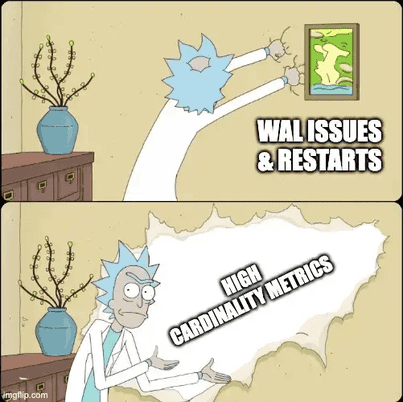 WAL ISSUES
& RESTARTS
HIGH
CARDINALITY METRICS
imgflip.com